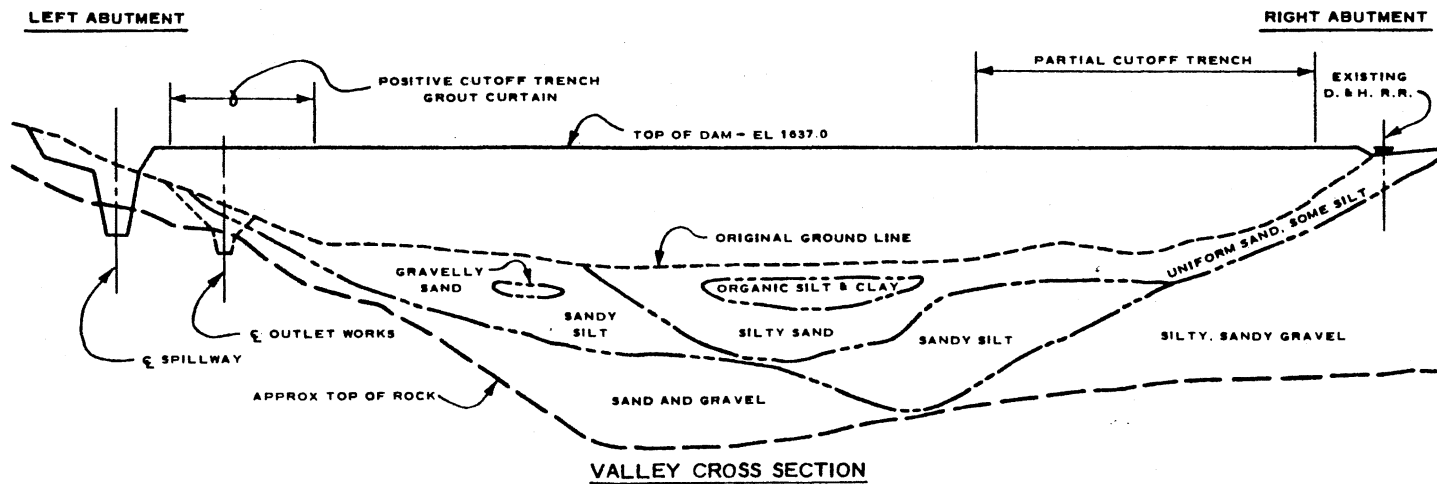 LEFT ABUTMENT
RIGHT ABUTMENT
POSITIVE CUTOFF TRENCH
GROUT CURTAIN
PARTIAL CUTOFF TRENCH
EXISTING
D. & H. R.R.
TOP OF DAM - EL 1637.0
ORIGINAL GROUND LINE
UNIFORM SAND, SOME SILT
GRAVELLY
SAND
ORGANIC SILT & CLAY
SANDY
SILT
SILTY SAND
SANDY SILT
SILTY, SANDY GRAVEL
℄ OUTLET WORKS
℄ SPILLWAY
APPROX TOP OF ROCK
SAND AND GRAVEL
VALLEY CROSS SECTION